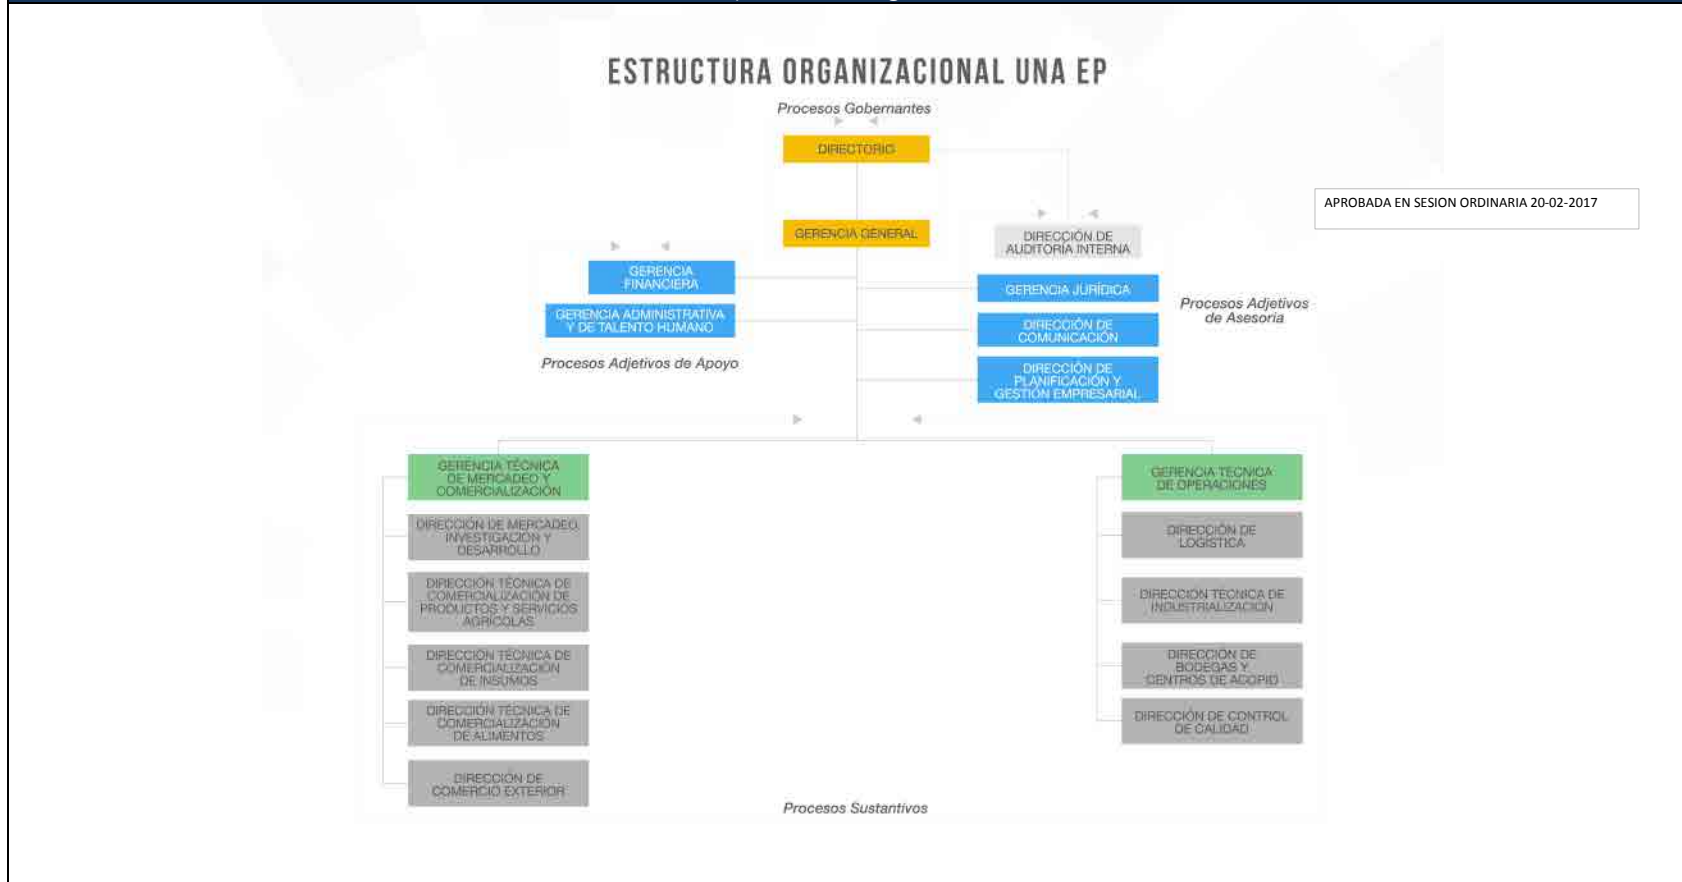 ESTRUCTURA ORGANIZACIONAL UNA EP
Procesos Gobernantes
DIRECTORIO
APROBADA EN SESION ORDINARIA 20-02-2017
GERENCIA GENERAL
DIRECCIÓN DE
AUDITORÍA INTERNA
GERENCIA
FINANCIERA
GERENCIA ADMINISTRATIVA
Y DE TALENTO HUMANO
Procesos Adjetivos de Apoyo
GERENCIA JURÍDICA
DIRECCIÓN DE
COMUNICACIÓN
DIRECCIÓN DE
PLANIFICACIÓN Y
GESTIÓN EMPRESARIAL
Procesos Adjetivos
de Asesoría
GERENCIA TÉCNICA
DE MERCADEO Y
COMERCIALIZACIÓN
DIRECCIÓN DE MERCADEO,
INVESTIGACIÓN Y
DESARROLLO
DIRECCIÓN TÉCNICA DE
COMERCIALIZACIÓN DE
PRODUCTOS Y SERVICIOS
AGRÍCOLAS
DIRECCIÓN TÉCNICA DE
COMERCIALIZACIÓN
DE INSUMOS
DIRECCIÓN TÉCNICA DE
COMERCIALIZACIÓN
DE ALIMENTOS
DIRECCIÓN DE
COMERCIO EXTERIOR
GERENCIA TÉCNICA
DE OPERACIONES
DIRECCIÓN DE
LOGÍSTICA
DIRECCIÓN TÉCNICA DE
INDUSTRIALIZACIÓN
DIRECCIÓN DE
BODEGAS Y
CENTROS DE ACOPIO
DIRECCIÓN DE CONTROL
DE CALIDAD
Procesos Sustantivos